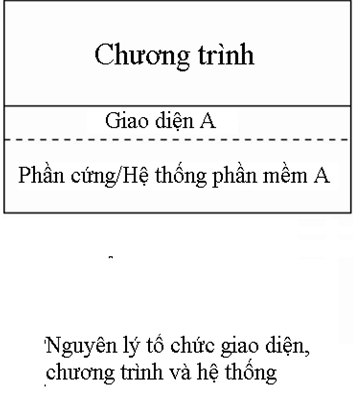 Chương trình
Giao diện A
Phần cứng/Hệ thống phần mềm A
Nguyên lý tổ chức giao diện,
chương trình và hệ thống